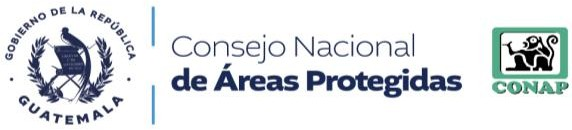 GOBIERNO DE LA REPÚBLICA
GUATEMALA
Consejo Nacional
de Áreas Protegidas
CONAP